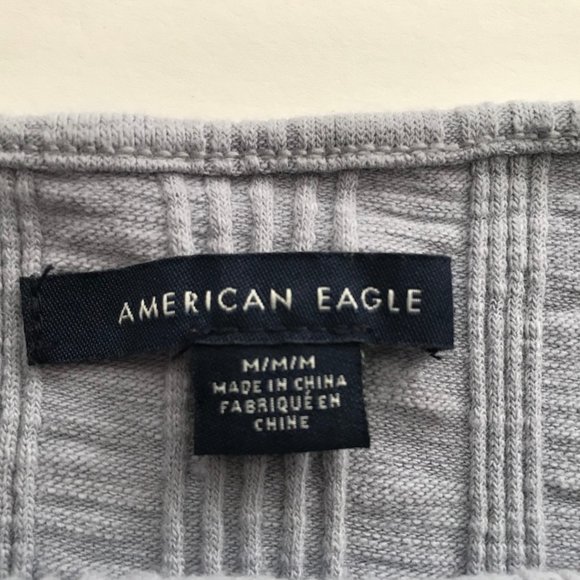 AMERICAN EAGLE
M/M/M
MADE IN CHINA
FABRIQUÉ EN
CHINE